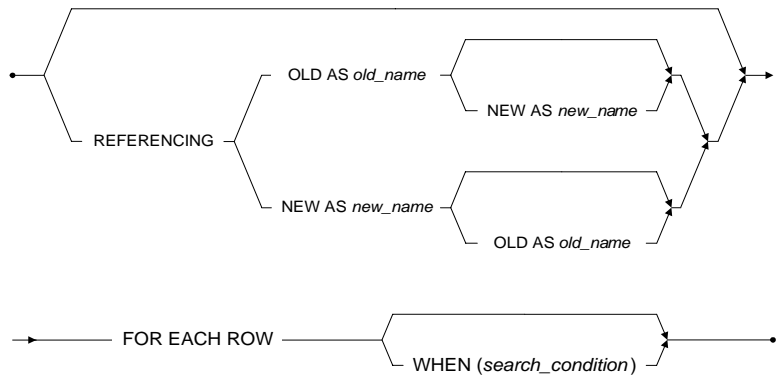 OLD AS old_name
NEW AS new_name
REFERENCING
NEW AS new_name
OLD AS old_name
FOR EACH ROW
WHEN (search_condition)